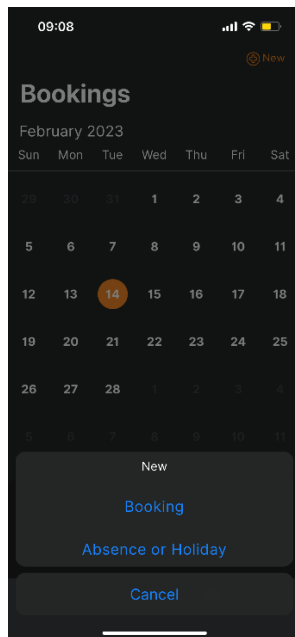 09:08
New
Bookings
February 2023
Sun Mon Tue Wed Thu Fri Sat
29 30 31 1 2 3 4
5 6 7 8 9 10 11
12 13 14 15 16 17 18
19 20 21 22 23 24 25
26 27 28 1 2 3 4
5 6 7 8 9 10 11
New
Booking
Absence or Holiday
Cancel